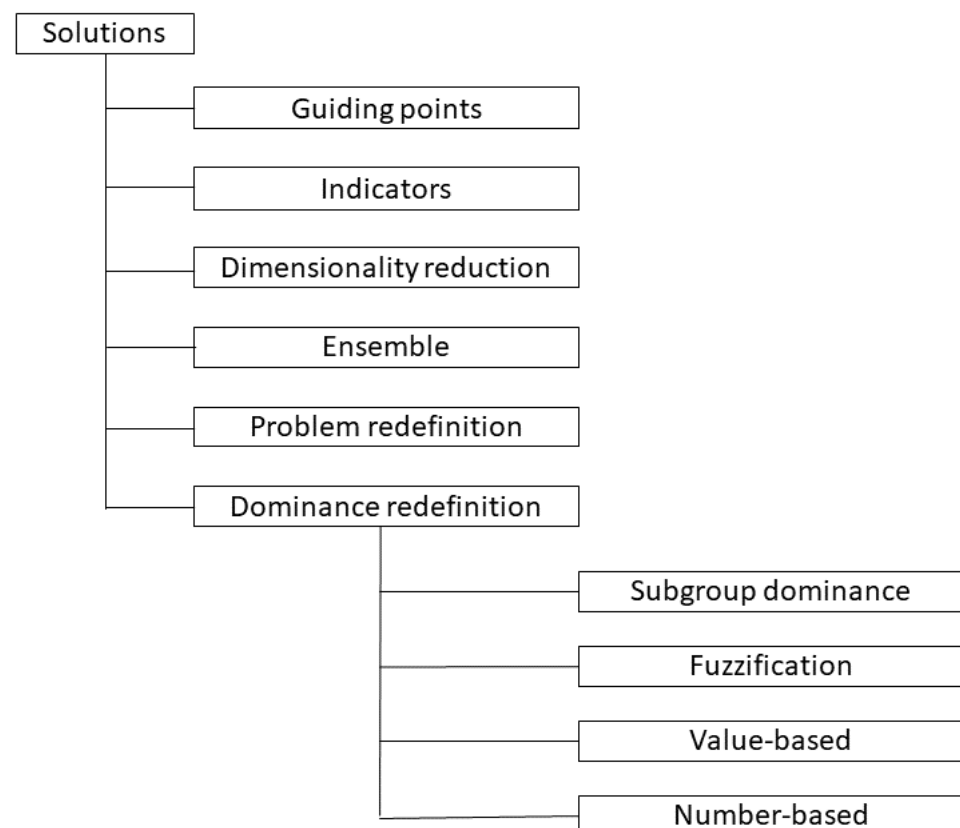 Solutions
Guiding points
Indicators
Dimensionality reduction
Ensemble
Problem redefinition
Dominance redefinition
Subgroup dominance
Fuzzification
Value-based
Number-based